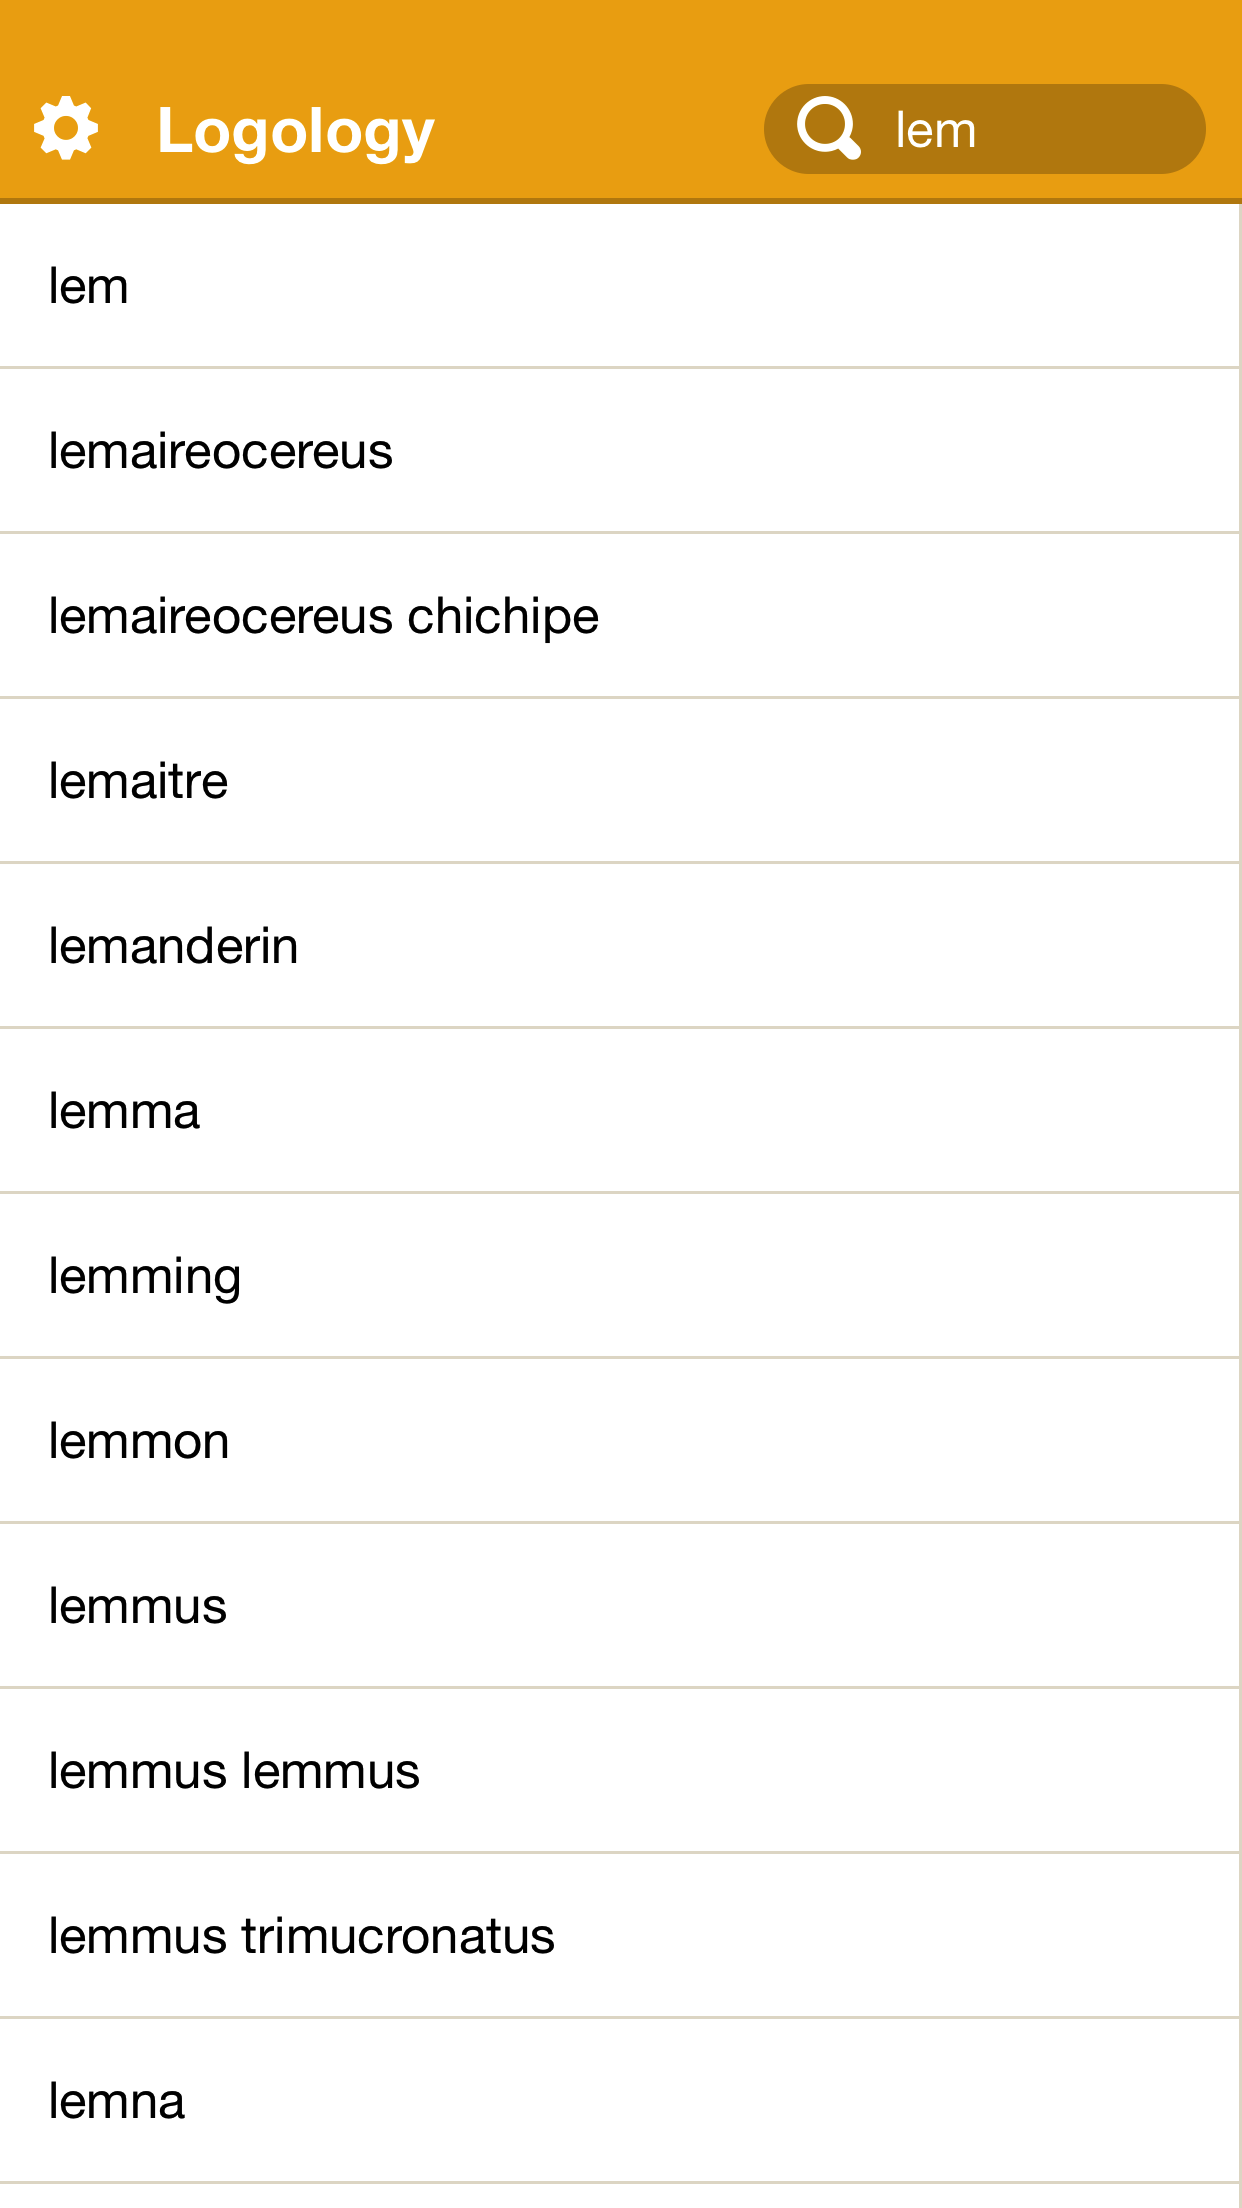 Logology
lem
lem
lemaireocereus
lemaireocereus chichipe
lemaitre
lemanderin
lemma
lemming
lemmon
lemmus
lemmus lemmus
lemmus trimucronatus
lemna